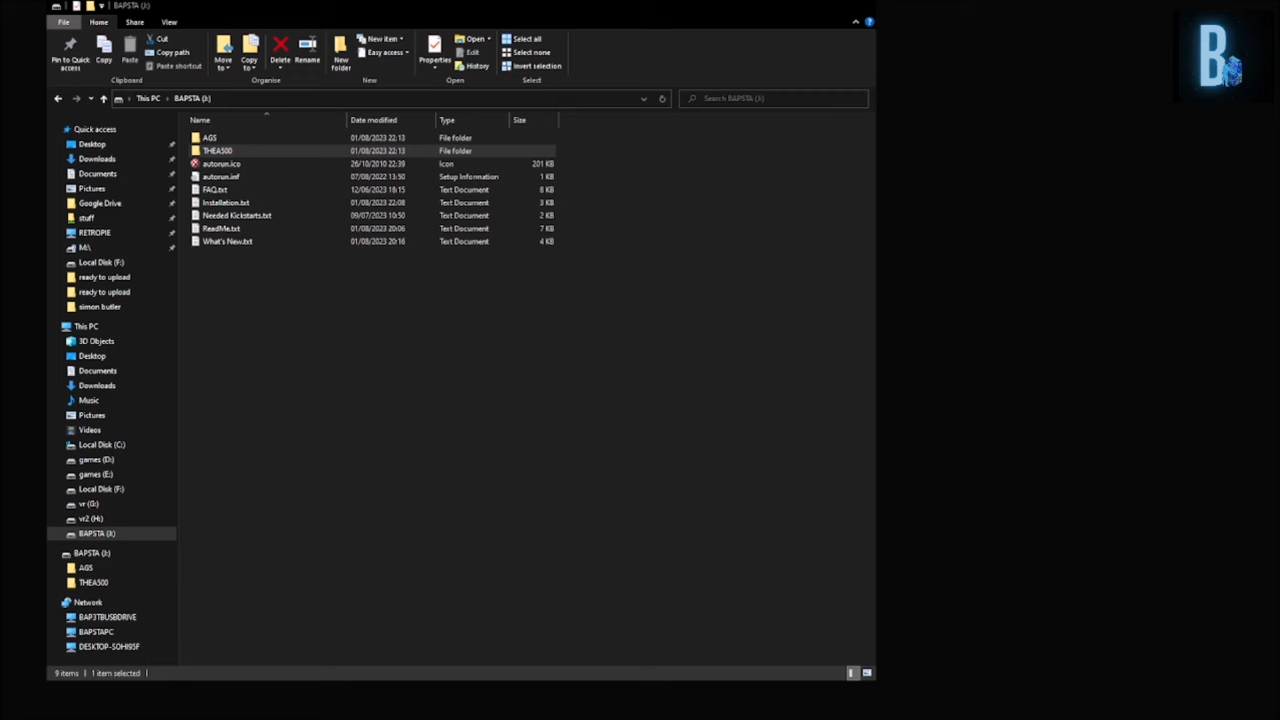 BAPSTA (J:)
File Home Share View
Pin to Quick access
Copy
Paste
Cut
Copy path
Paste shortcut
Clipboard
Move to
Copy to
Delete
Rename
Organise
New folder
New item
Easy access
New
Properties
Open
Edit
History
Open
Select all
Select none
Invert selection
Select
This PC > BAPSTA (J:)
Search BAPSTA (J:)
Name Date modified Type Size
AGS 01/08/2023 22:13 File folder
THEA500 01/08/2023 22:13 File folder
autorun.ico 26/10/2010 22:39 Icon 201 KB
autorun.inf 07/08/2022 13:50 Setup Information 1 KB
FAQ.txt 12/06/2023 18:15 Text Document 8 KB
Installation.txt 01/08/2023 22:08 Text Document 3 KB
Needed Kickstarts.txt 09/07/2023 10:50 Text Document 2 KB
ReadMe.txt 01/08/2023 20:06 Text Document 7 KB
What's New.txt 01/08/2023 20:16 Text Document 4 KB
Quick access
Desktop
Downloads
Documents
Pictures
Google Drive
stuff
RETROPIE
M:\
Local Disk (F:)
ready to upload
ready to upload
simon butler
This PC
3D Objects
Desktop
Documents
Downloads
Music
Pictures
Videos
Local Disk (C:)
games (D:)
games (E:)
Local Disk (F:)
vr (G:)
vr2 (H:)
BAPSTA (J:)
BAPSTA (J:)
AGS
THEA500
Network
BAP3TBUSBDRIVE
BAPSTAPC
DESKTOP-SOHI95F
9 items 1 item selected
B